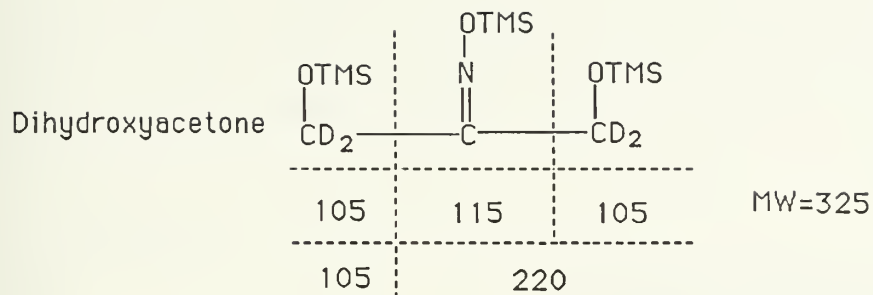 OTMS
OTMS N OTMS
Dihydroxyacetone CD₂ C CD₂
105 115 105 MW=325
105 220